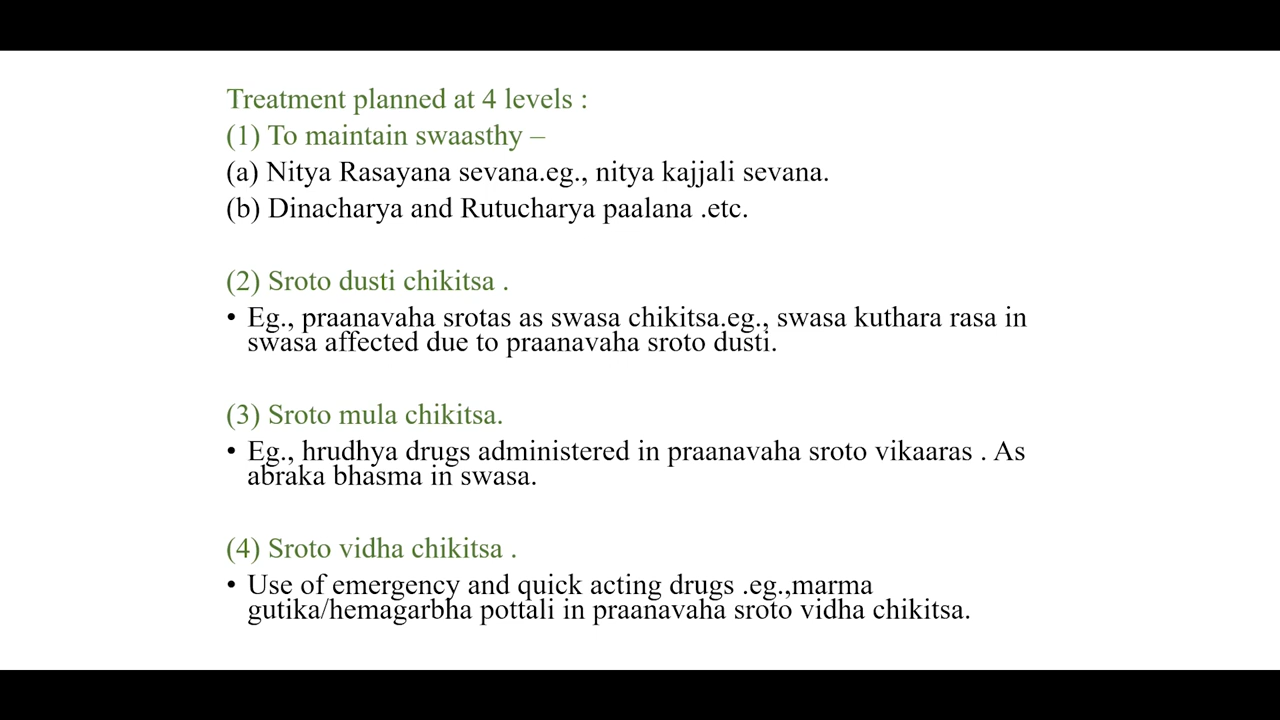 Treatment planned at 4 levels :
(1) To maintain swaasthy –
(a) Nitya Rasayana sevana.eg., nitya kajjali sevana.
(b) Dinacharya and Rutucharya paalana .etc.
(2) Sroto dusti chikitsa .
• Eg., praanavaha srotas as swasa chikitsa.eg., swasa kuthara rasa in
swasa affected due to praanavaha sroto dusti.
(3) Sroto mula chikitsa.
• Eg., hrudhya drugs administered in praanavaha sroto vikaaras . As
abraka bhasma in swasa.
(4) Sroto vidha chikitsa .
• Use of emergency and quick acting drugs .eg.,marma
gutika/hemagarbha pottali in praanavaha sroto vidha chikitsa.